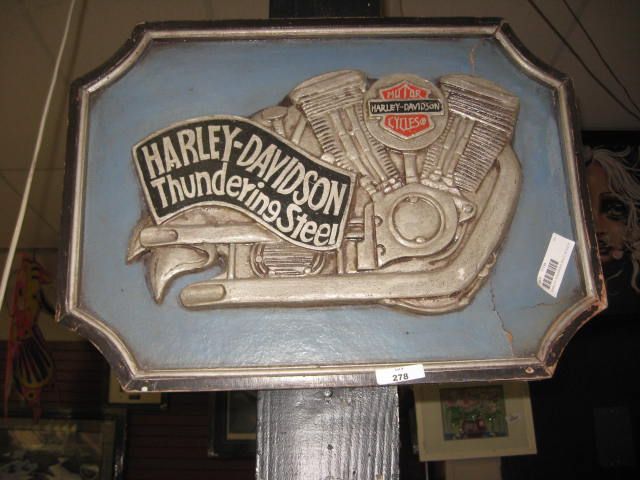 MOTOR
HARLEY-DAVIDSON
CYCLES
HARLEY-DAVIDSON
Thundering Steel
278